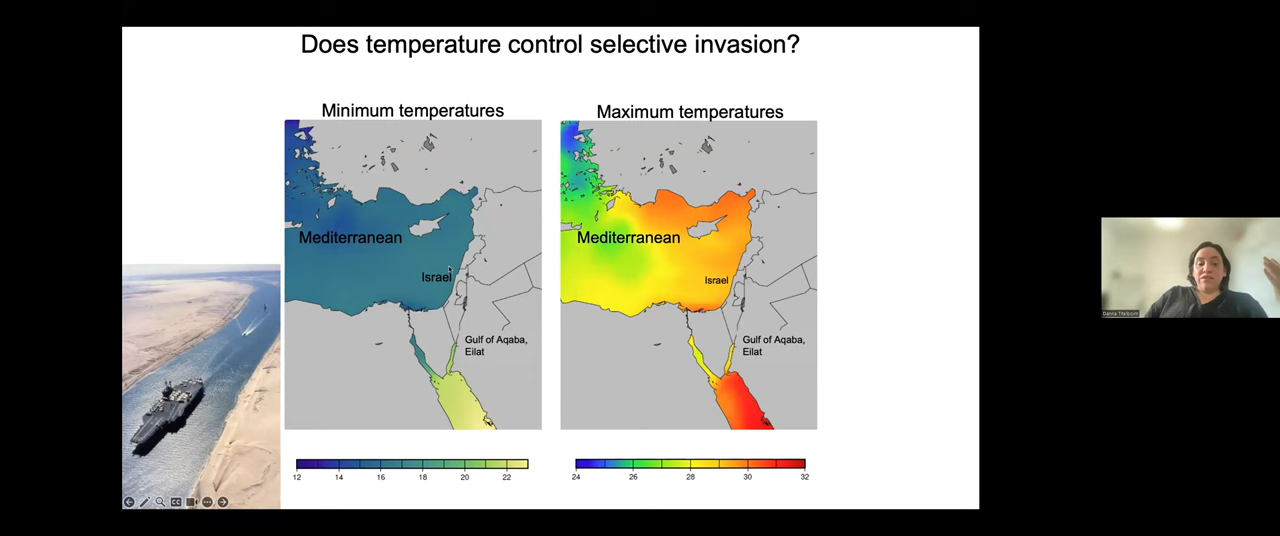 Does temperature control selective invasion?
Minimum temperatures
Maximum temperatures
Mediterranean
Israel
Gulf of Aqaba,
Eilat
Mediterranean
Israel
Gulf of Aqaba,
Eilat
12 14 16 18 20 22
24 26 28 30 32
CC